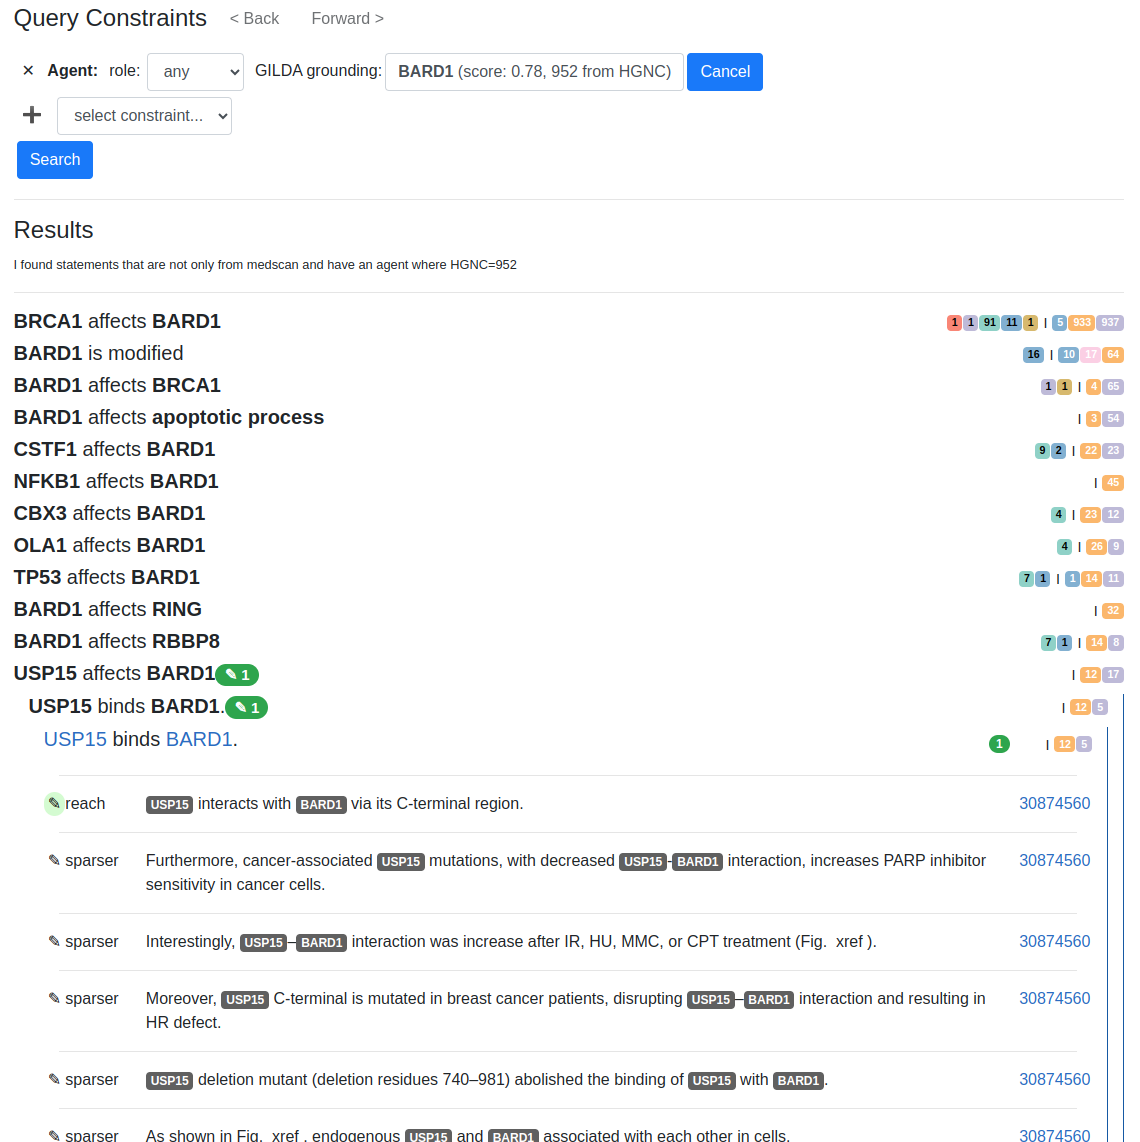 Query Constraints < Back Forward >
× Agent: role: any GILDA grounding: BARD1 (score: 0.78, 952 from HGNC) Cancel
+ select constraint...
Search
Results
I found statements that are not only from medscan and have an agent where HGNC=952
BRCA1 affects BARD1 1 1 91 11 1 | 5 933 937
BARD1 is modified 16 | 10 17 64
BARD1 affects BRCA1 1 1 | 4 65
BARD1 affects apoptotic process | 3 54
CSTF1 affects BARD1 9 2 | 22 23
NFKB1 affects BARD1 | 45
CBX3 affects BARD1 4 | 23 12
OLA1 affects BARD1 4 | 26 9
TP53 affects BARD1 7 1 | 1 14 11
BARD1 affects RING | 32
BARD1 affects RBBP8 7 1 | 14 8
USP15 affects BARD1 ✎ 1 | 12 17
USP15 binds BARD1. ✎ 1 | 12 5
USP15 binds BARD1. 1 | 12 5
✎ reach USP15 interacts with BARD1 via its C-terminal region. 30874560
✎ sparser Furthermore, cancer-associated USP15 mutations, with decreased USP15-BARD1 interaction, increases PARP inhibitor 30874560
sensitivity in cancer cells.
✎ sparser Interestingly, USP15–BARD1 interaction was increase after IR, HU, MMC, or CPT treatment (Fig. xref ). 30874560
✎ sparser Moreover, USP15 C-terminal is mutated in breast cancer patients, disrupting USP15–BARD1 interaction and resulting in 30874560
HR defect.
✎ sparser USP15 deletion mutant (deletion residues 740–981) abolished the binding of USP15 with BARD1. 30874560
✎ sparser As shown in Fig. xref , endogenous USP15 and BARD1 associated with each other in cells. 30874560